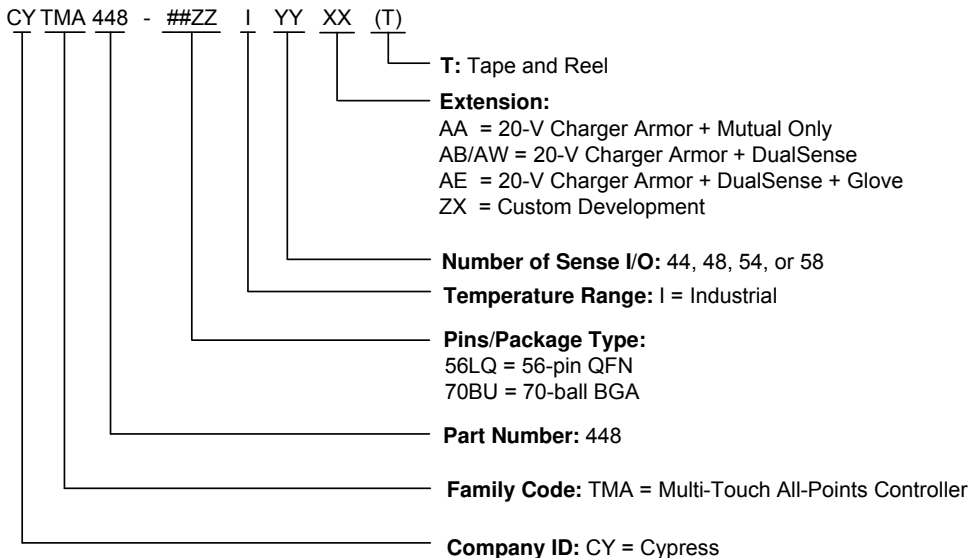 CY TMA 448 - ##ZZ I YY XX (T)
T: Tape and Reel
Extension:
AA = 20-V Charger Armor + Mutual Only
AB/AW = 20-V Charger Armor + DualSense
AE = 20-V Charger Armor + DualSense + Glove
ZX = Custom Development
Number of Sense I/O: 44, 48, 54, or 58
Temperature Range: I = Industrial
Pins/Package Type:
56LQ = 56-pin QFN
70BU = 70-ball BGA
Part Number: 448
Family Code: TMA = Multi-Touch All-Points Controller
Company ID: CY = Cypress